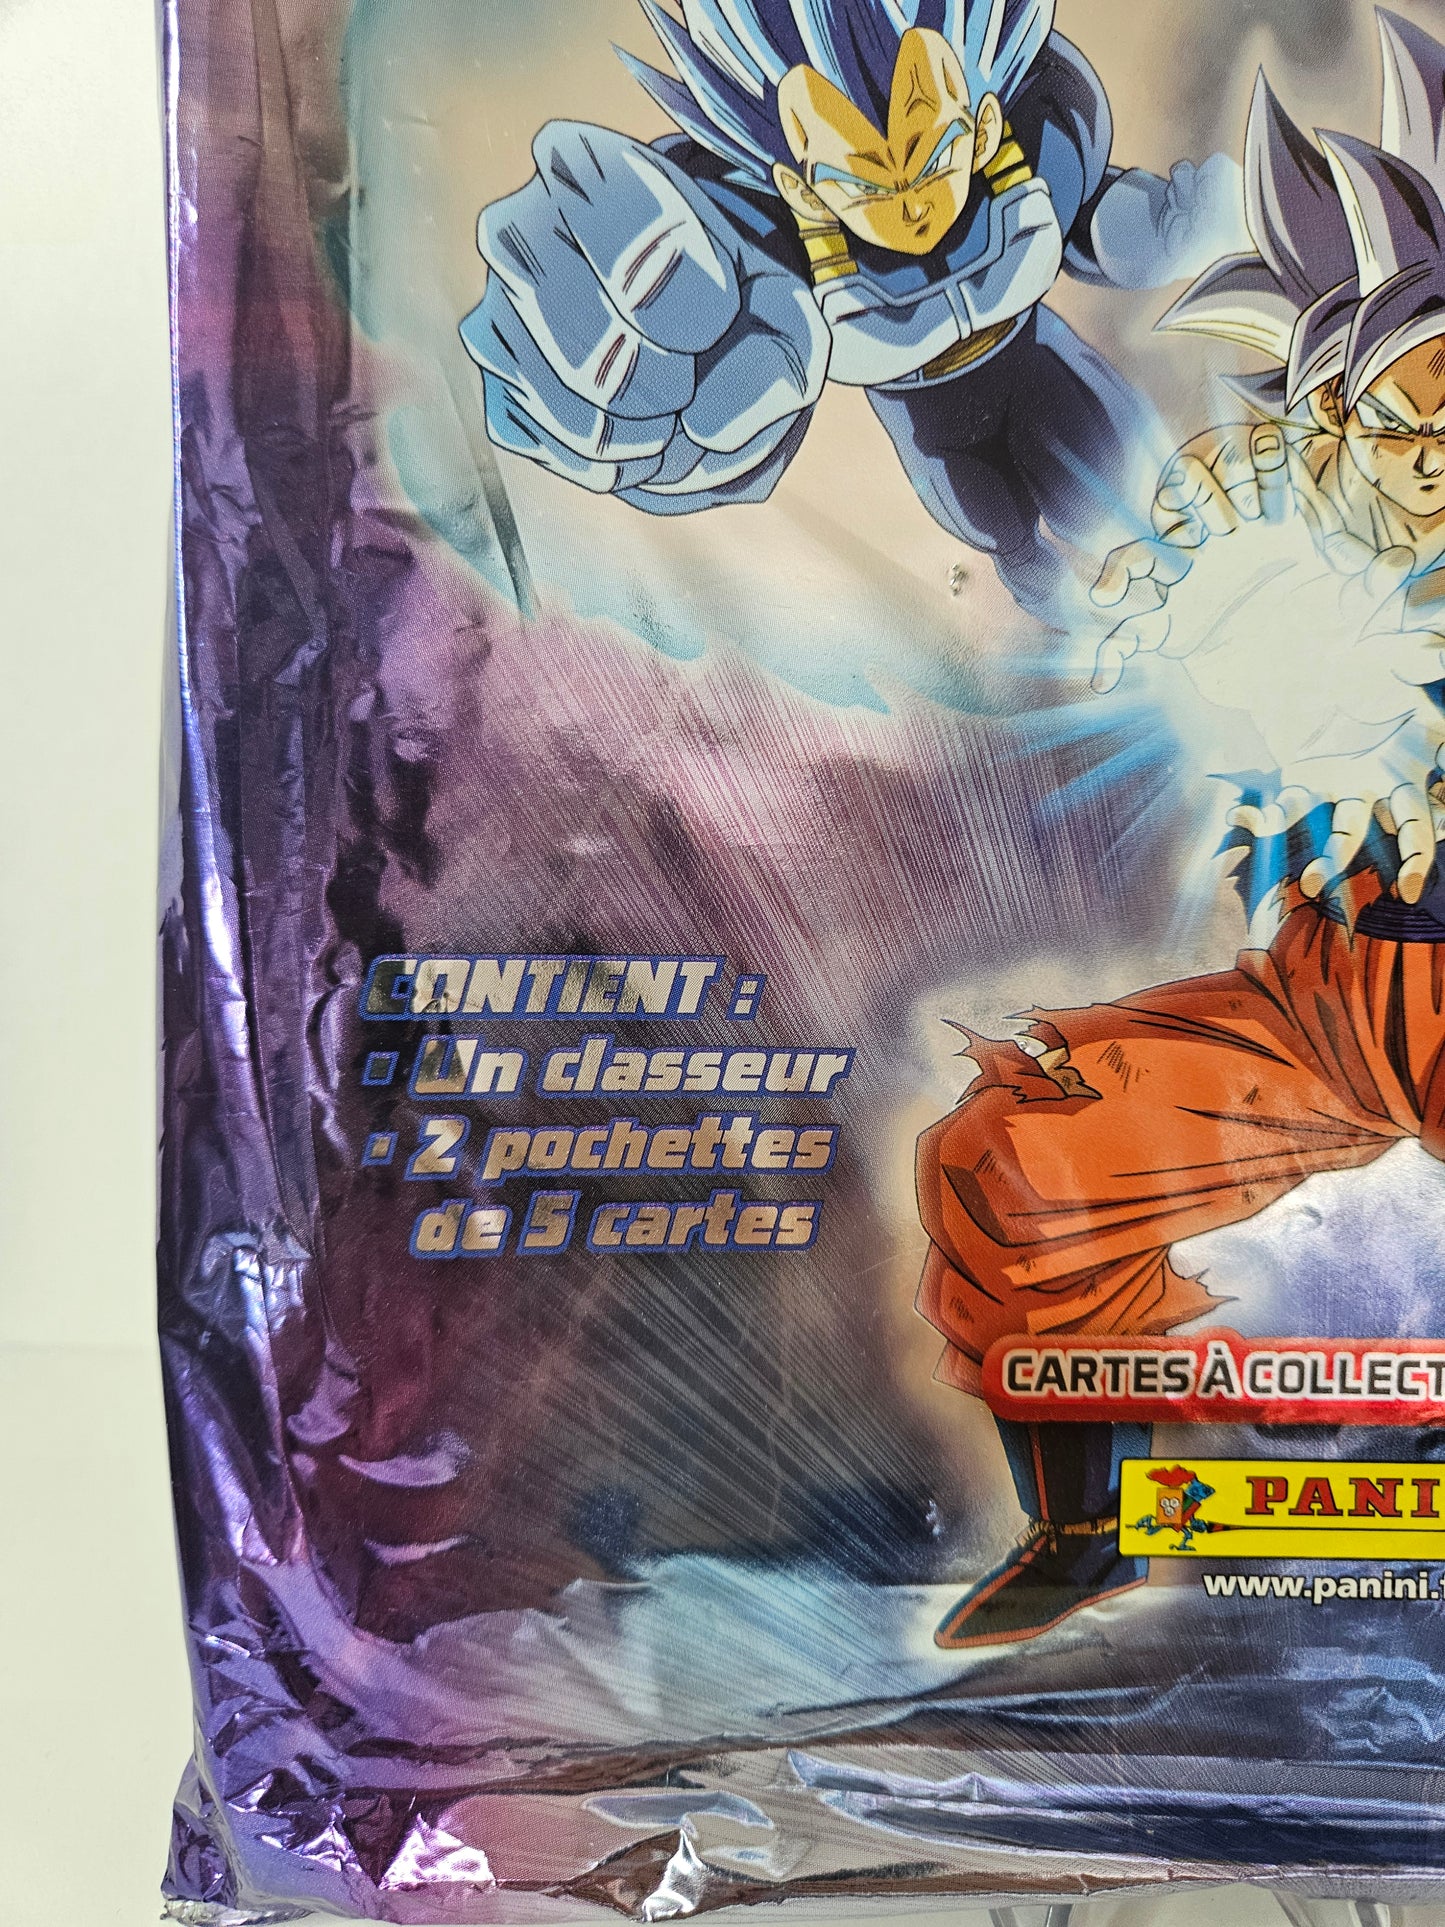 CONTIENT :
▪ Un classeur
▪ 2 pochettes
de 5 cartes
CARTES À COLLECT
PANI
www.panini.f